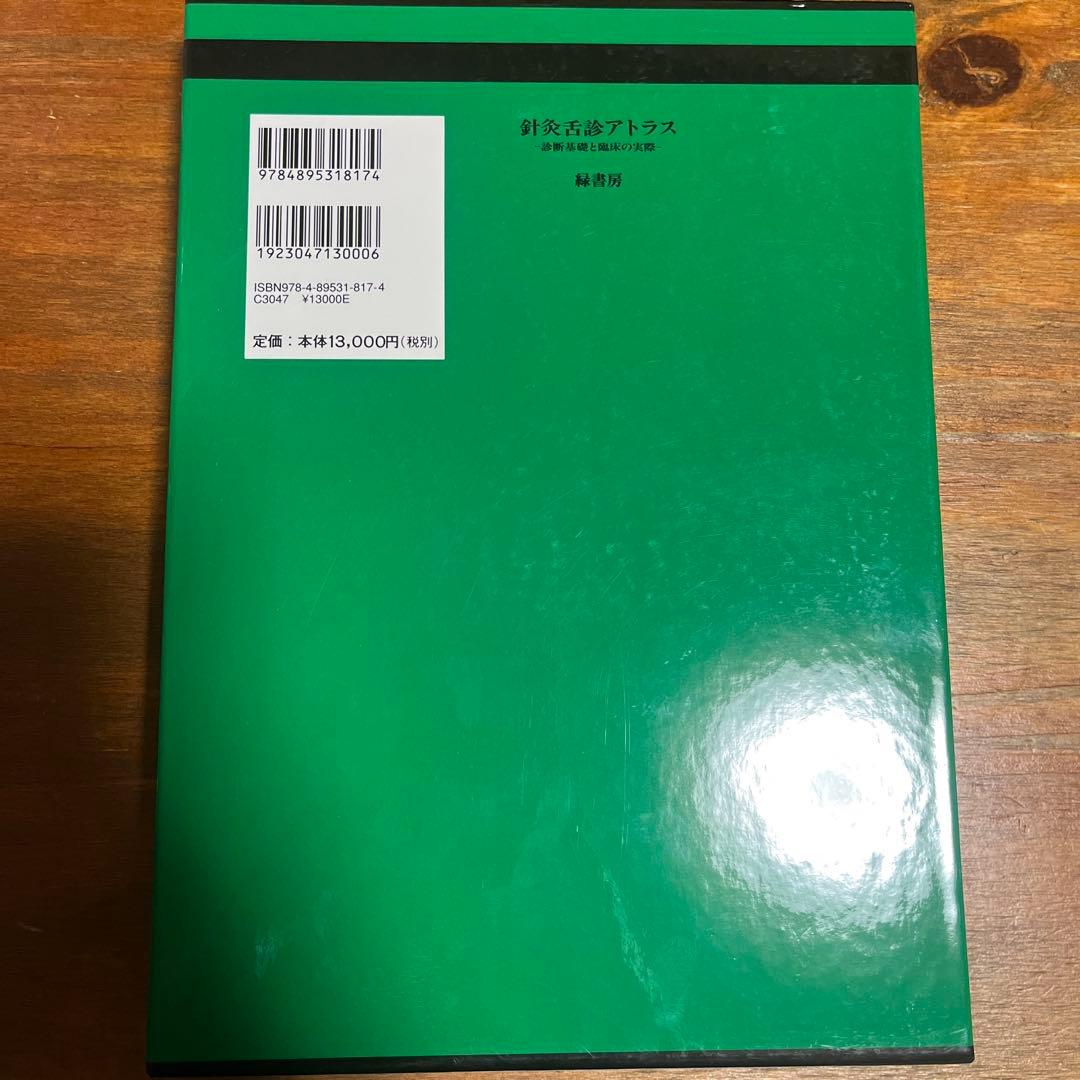 針灸舌診アトラス
-診断基礎と臨床の実際-
緑書房
9784895318174
1923047130006
ISBN978-4-89531-817-4
C3047 ¥13000E
定価:本体13,000円(税別)